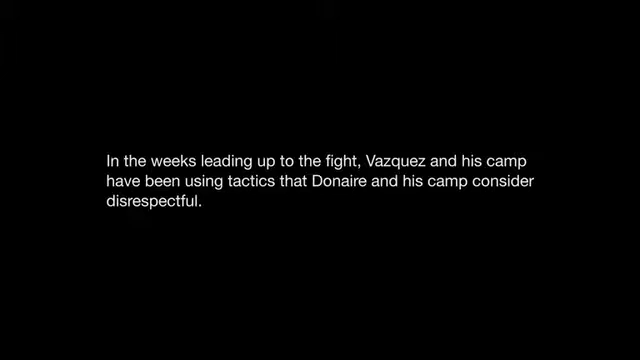 In the weeks leading up to the fight, Vazquez and his camp
have been using tactics that Donaire and his camp consider
disrespectful.